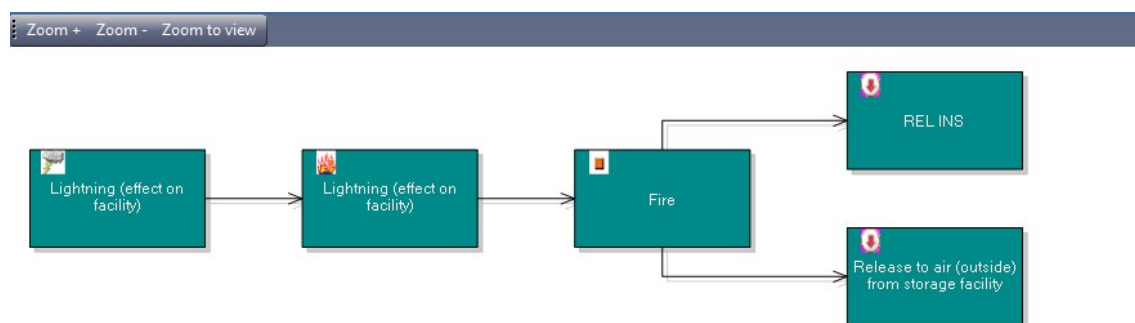 Zoom + Zoom - Zoom to view
REL INS
Lightning (effect on
facility)
Lightning (effect on
facility)
Fire
Release to air (outside)
from storage facility